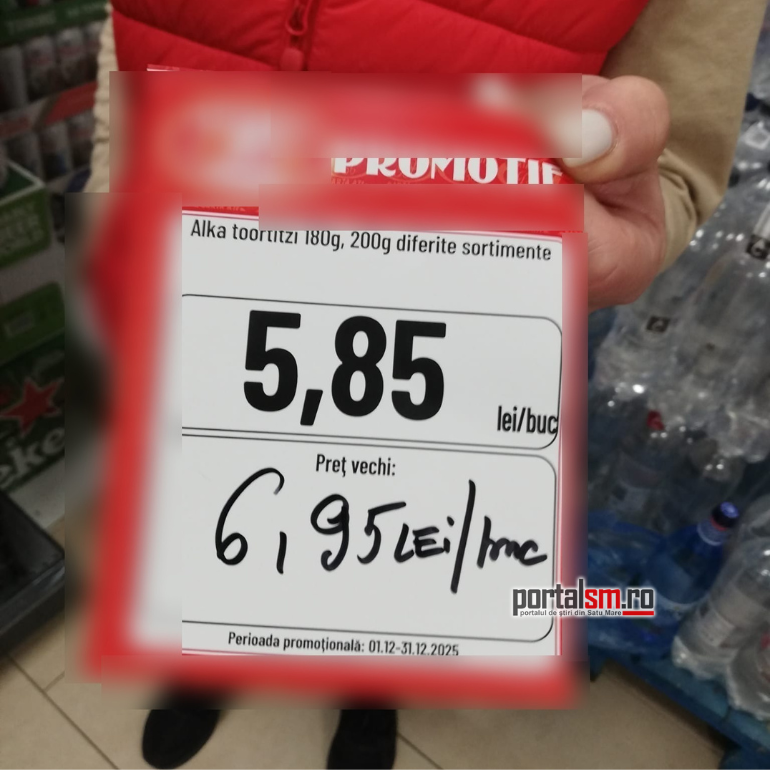 PROMOTIF
Alka toortitzi 180g, 200g diferite sortimente
5,85
lei/buc
Preț vechi:
6,95 LEi/buc
portalsm.ro
portalul de știri din Satu Mare
Perioada promoțională: 01.12-31.12.2025